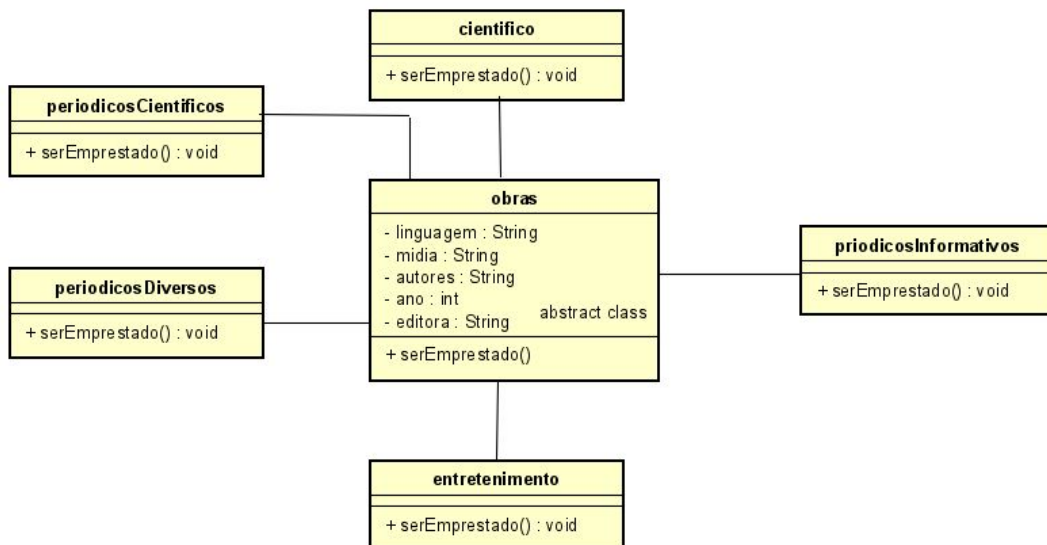 cientifico
+ serEmprestado() : void
periodicosCientificos
+ serEmprestado() : void
obras
- linguagem : String
- midia : String
- autores : String
- ano : int
- editora : String
abstract class
+ serEmprestado()
priodicosInformativos
+ serEmprestado() : void
periodicosDiversos
+ serEmprestado() : void
entretenimento
+ serEmprestado() : void